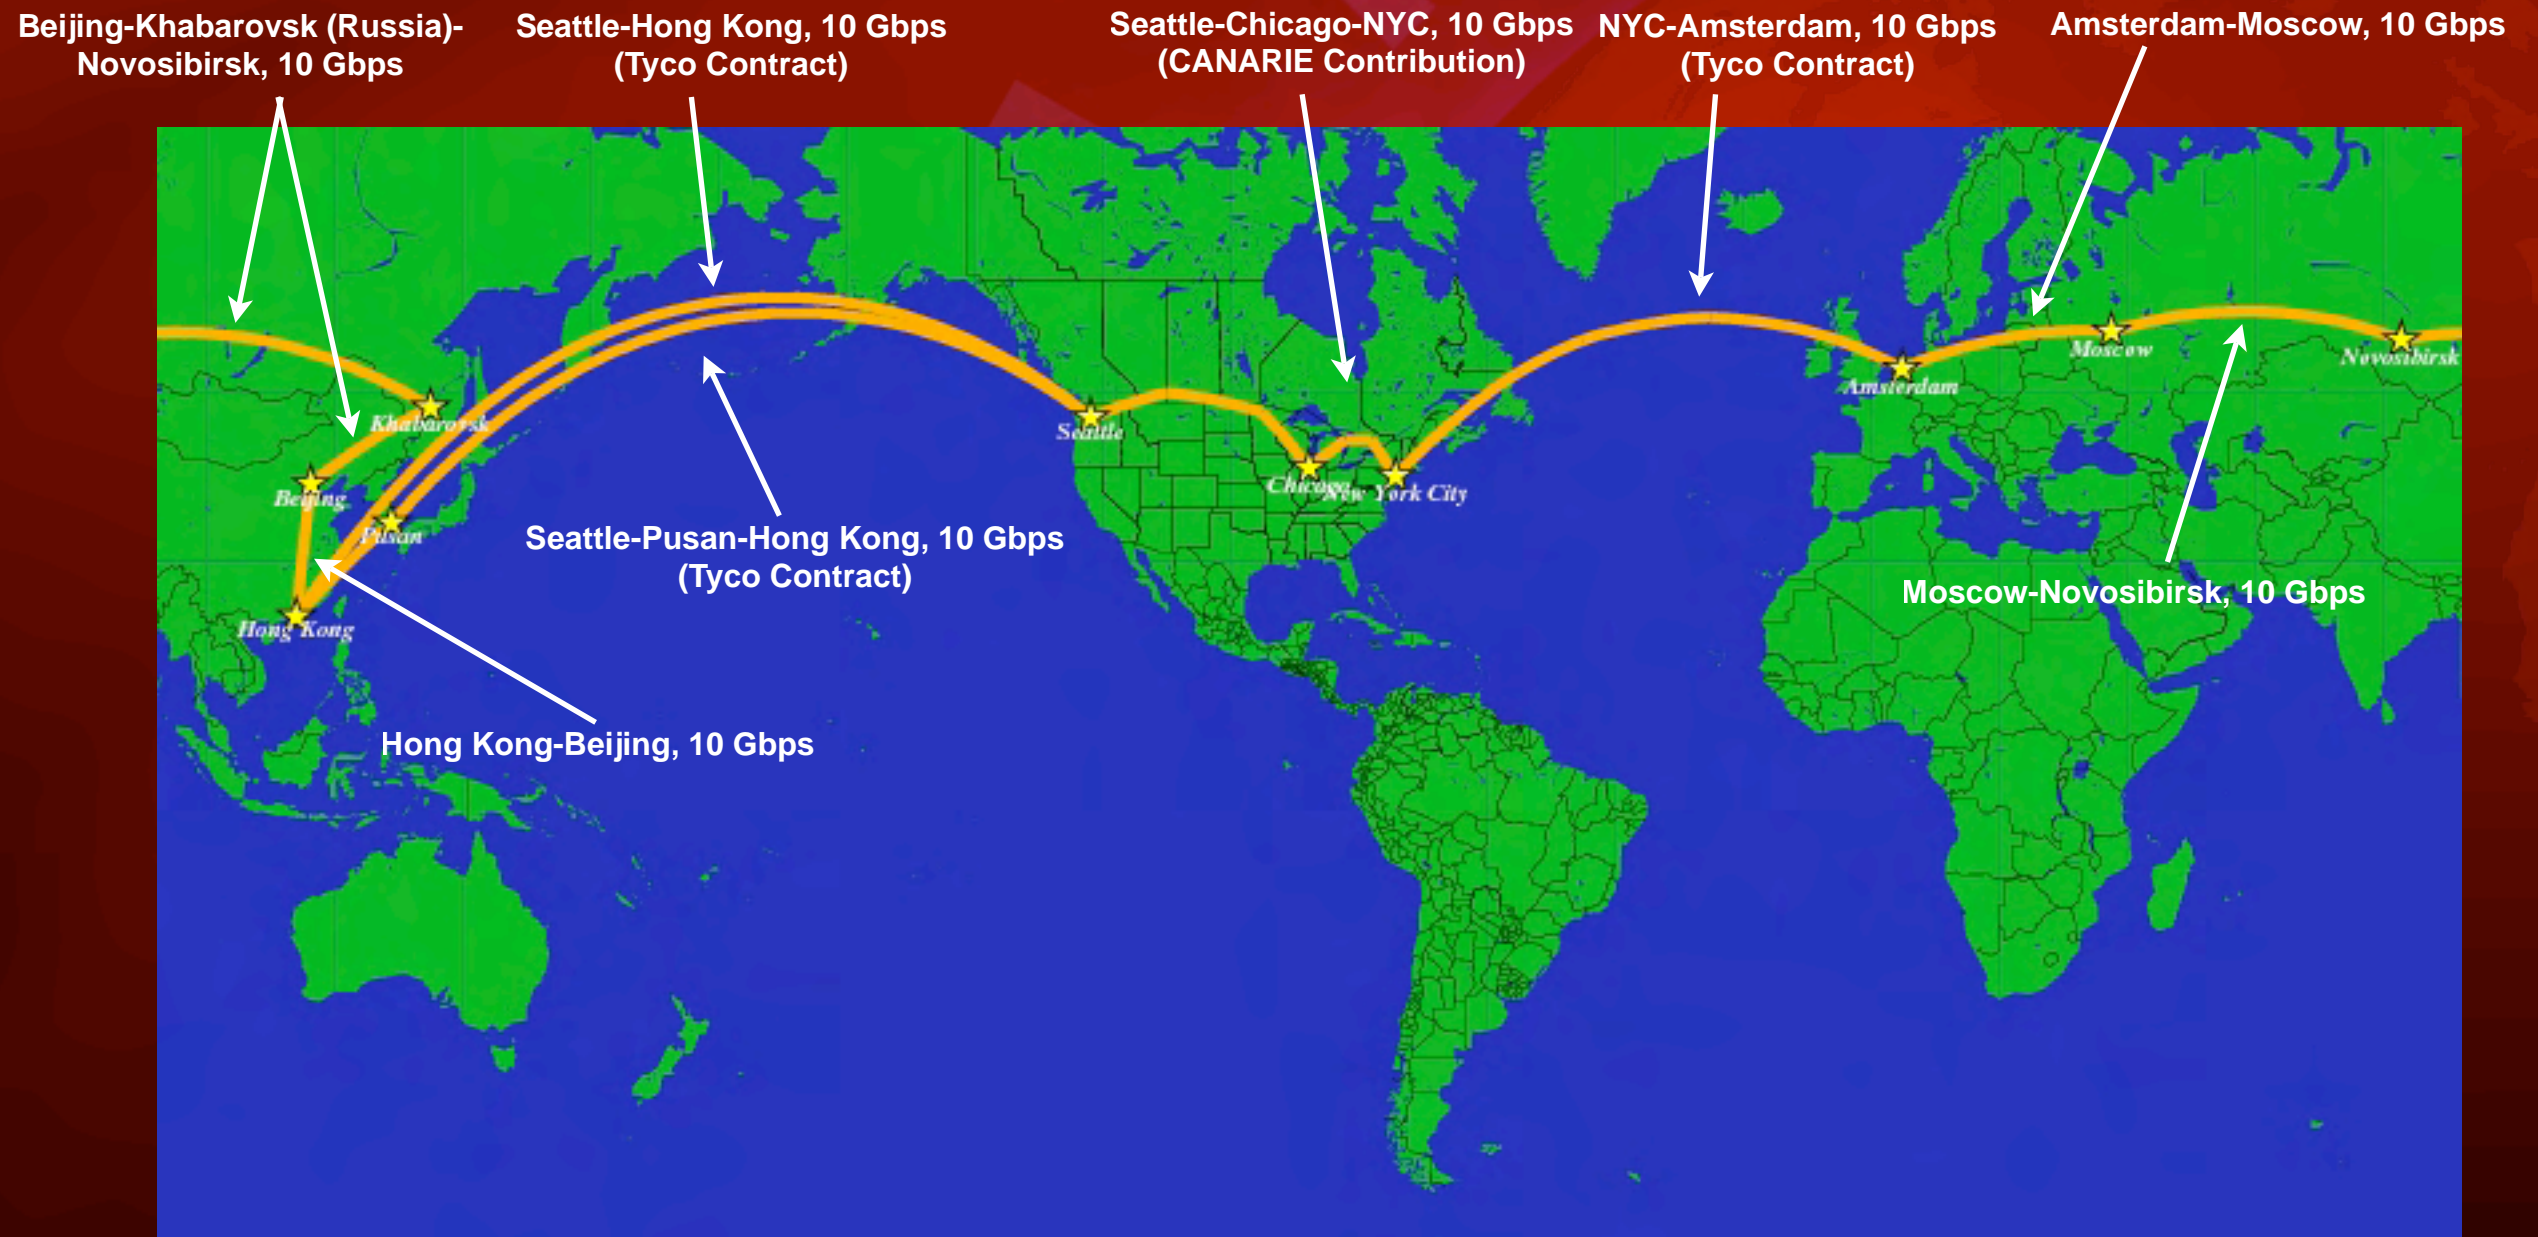 Beijing-Khabarovsk (Russia)-
Novosibirsk, 10 Gbps
Seattle-Hong Kong, 10 Gbps
(Tyco Contract)
Seattle-Chicago-NYC, 10 Gbps
(CANARIE Contribution)
NYC-Amsterdam, 10 Gbps
(Tyco Contract)
Amsterdam-Moscow, 10 Gbps
Khabarovsk
Beijing
Pusan
Hong Kong
Seattle
Chicago
New York City
Amsterdam
Moscow
Novosibirsk
Seattle-Pusan-Hong Kong, 10 Gbps
(Tyco Contract)
Moscow-Novosibirsk, 10 Gbps
Hong Kong-Beijing, 10 Gbps